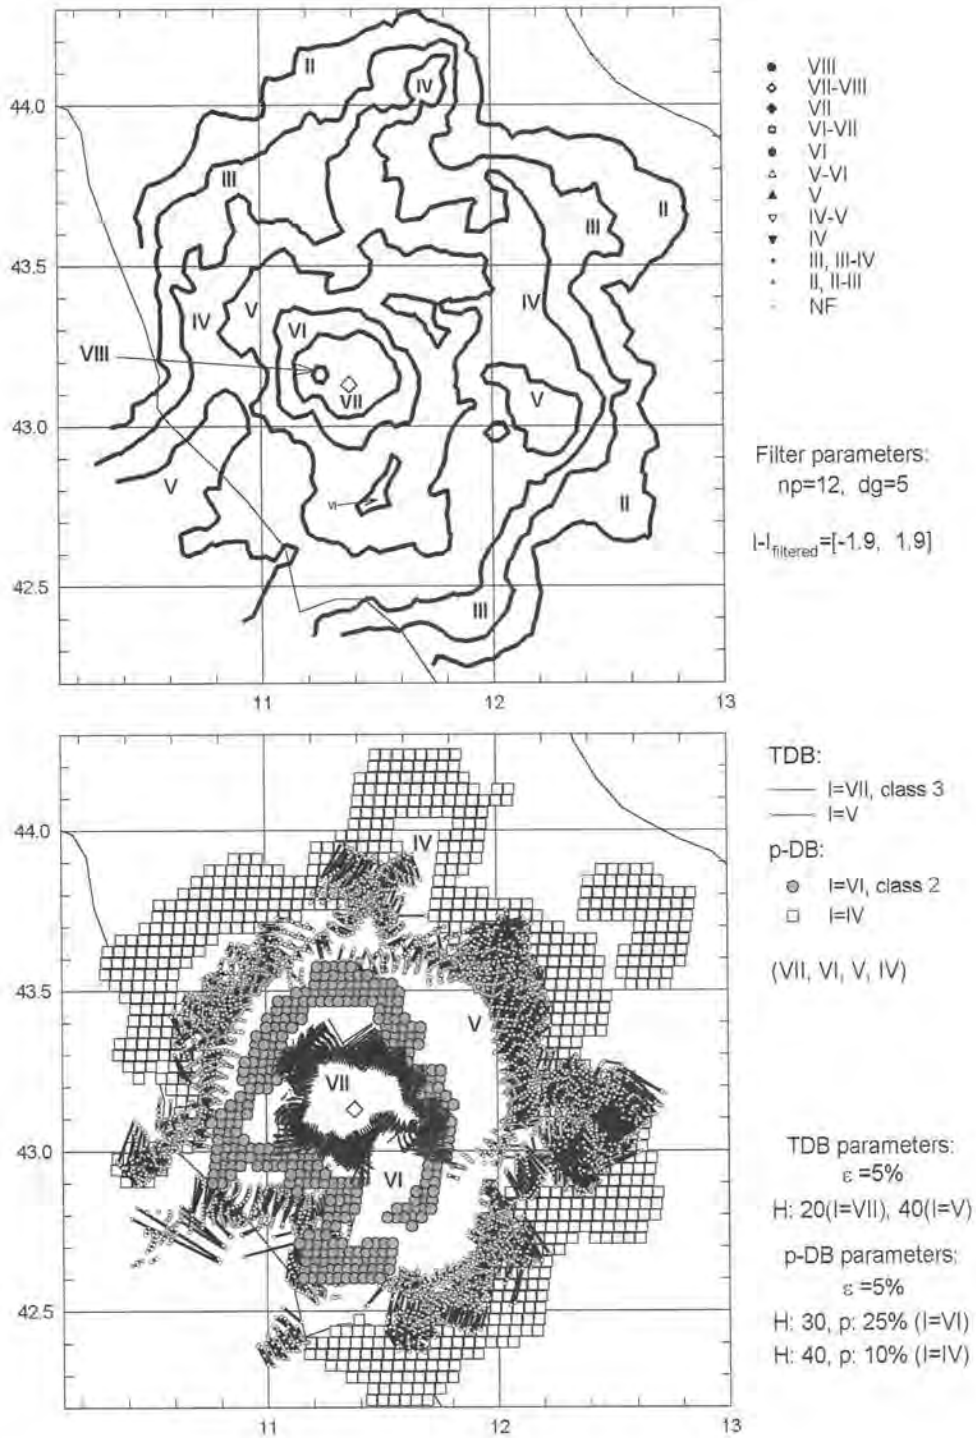 II
44.0
IV
III
II
III
43.5
IV
V
IV
VI
VIII
VII
V
43.0
V
VI
II
42.5
III
11
12
13
VIII
VII-VIII
VII
VI-VII
VI
V-VI
V
IV-V
IV
III, III-IV
II, II-III
NF
Filter parameters:
np=12, dg=5
I-Ifiltered=[-1.9, 1.9]
44.0
IV
43.5
V
VII
43.0
VI
42.5
11
12
13
TDB:
I=VII, class 3
I=V
p-DB:
I=VI, class 2
I=IV
(VII, VI, V, IV)
TDB parameters:
ε =5%
H: 20(I=VII), 40(I=V)
p-DB parameters:
ε =5%
H: 30, p: 25% (I=VI)
H: 40, p: 10% (I=IV)